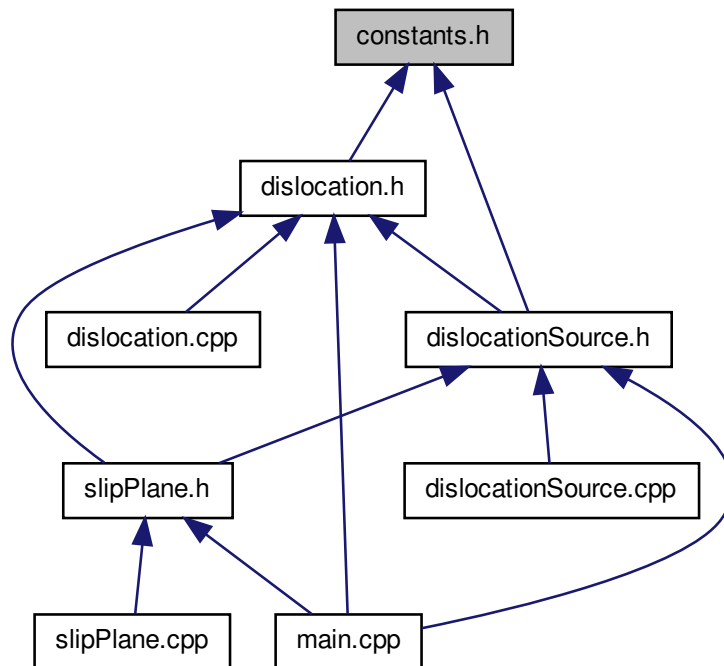 constants.h
dislocation.h
dislocation.cpp
dislocationSource.h
slipPlane.h
dislocationSource.cpp
slipPlane.cpp
main.cpp